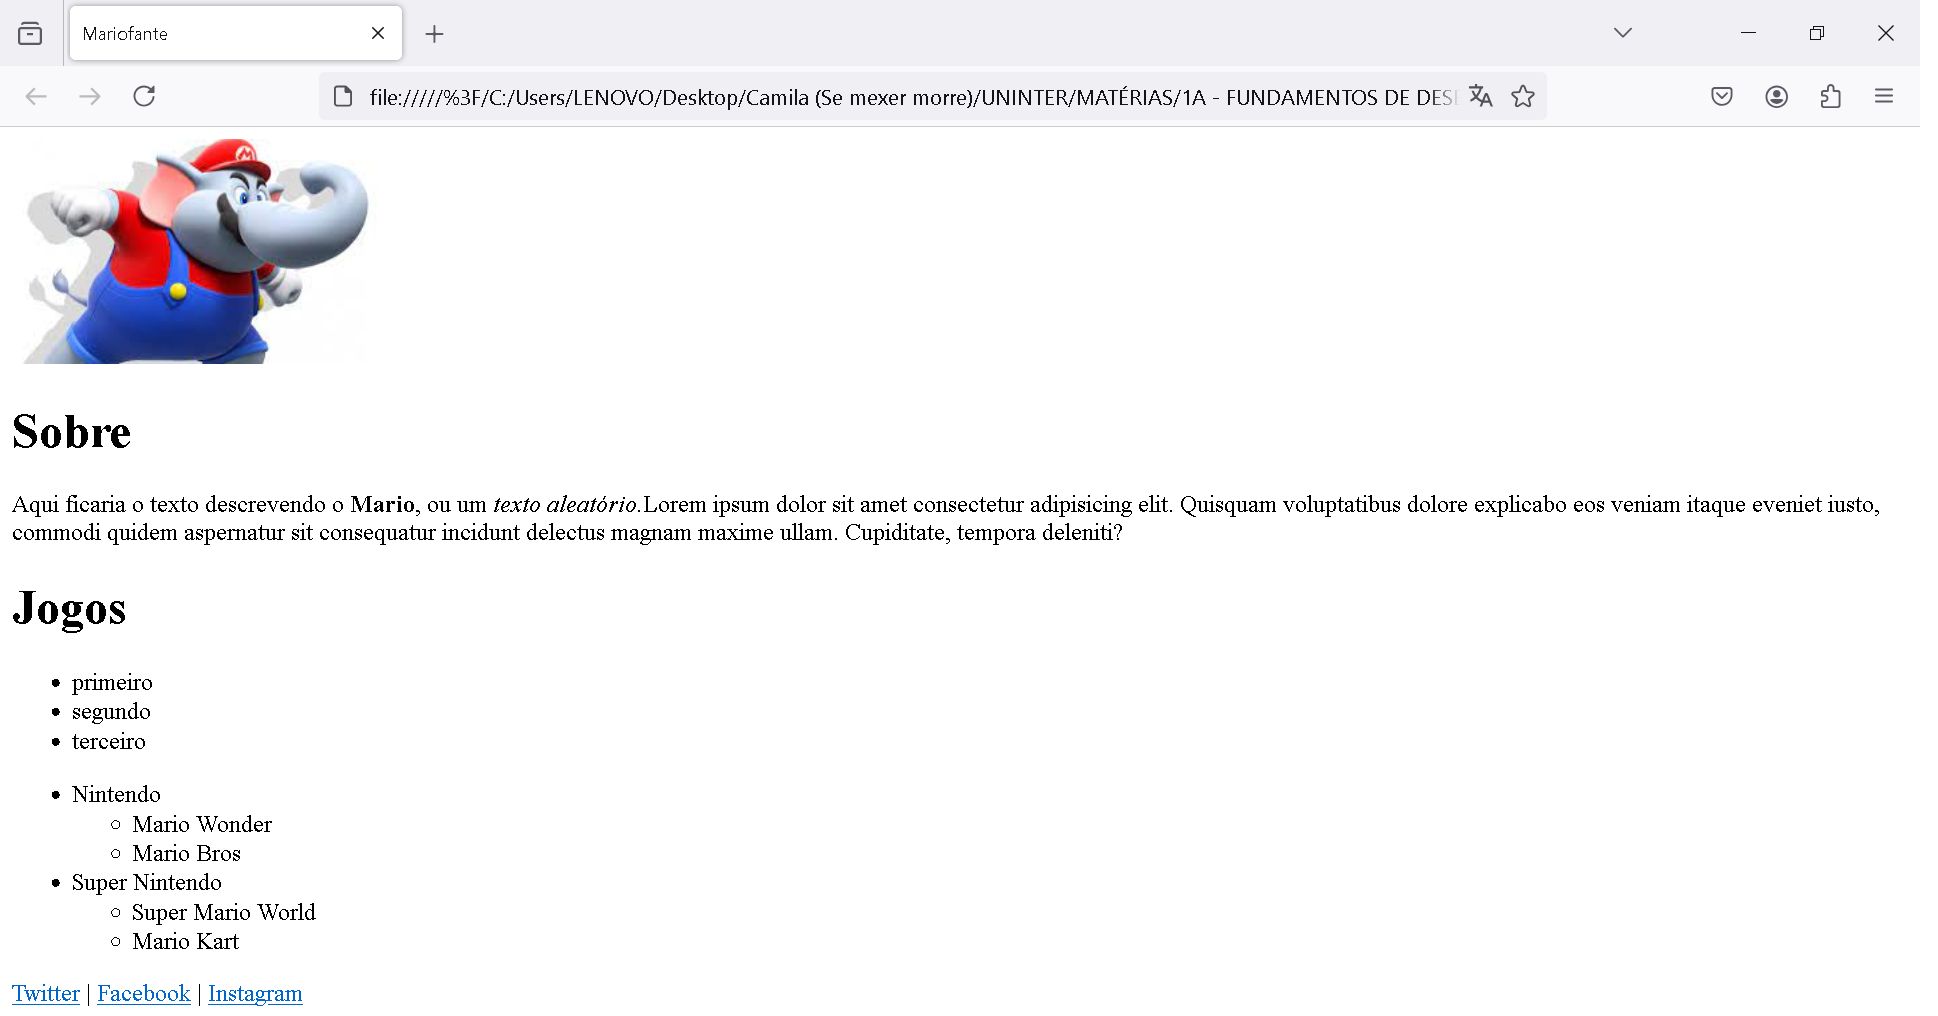 Mariofante
file://///%3F/C:/Users/LENOVO/Desktop/Camila (Se mexer morre)/UNINTER/MATÉRIAS/1A - FUNDAMENTOS DE DES
M
Sobre
Aqui ficaria o texto descrevendo o Mario, ou um texto aleatório.Lorem ipsum dolor sit amet consectetur adipisicing elit. Quisquam voluptatibus dolore explicabo eos veniam itaque eveniet iusto,
commodi quidem aspernatur sit consequatur incidunt delectus magnam maxime ullam. Cupiditate, tempora deleniti?
Jogos
primeiro
segundo
terceiro
Nintendo
Mario Wonder
Mario Bros
Super Nintendo
Super Mario World
Mario Kart
Twitter | Facebook | Instagram